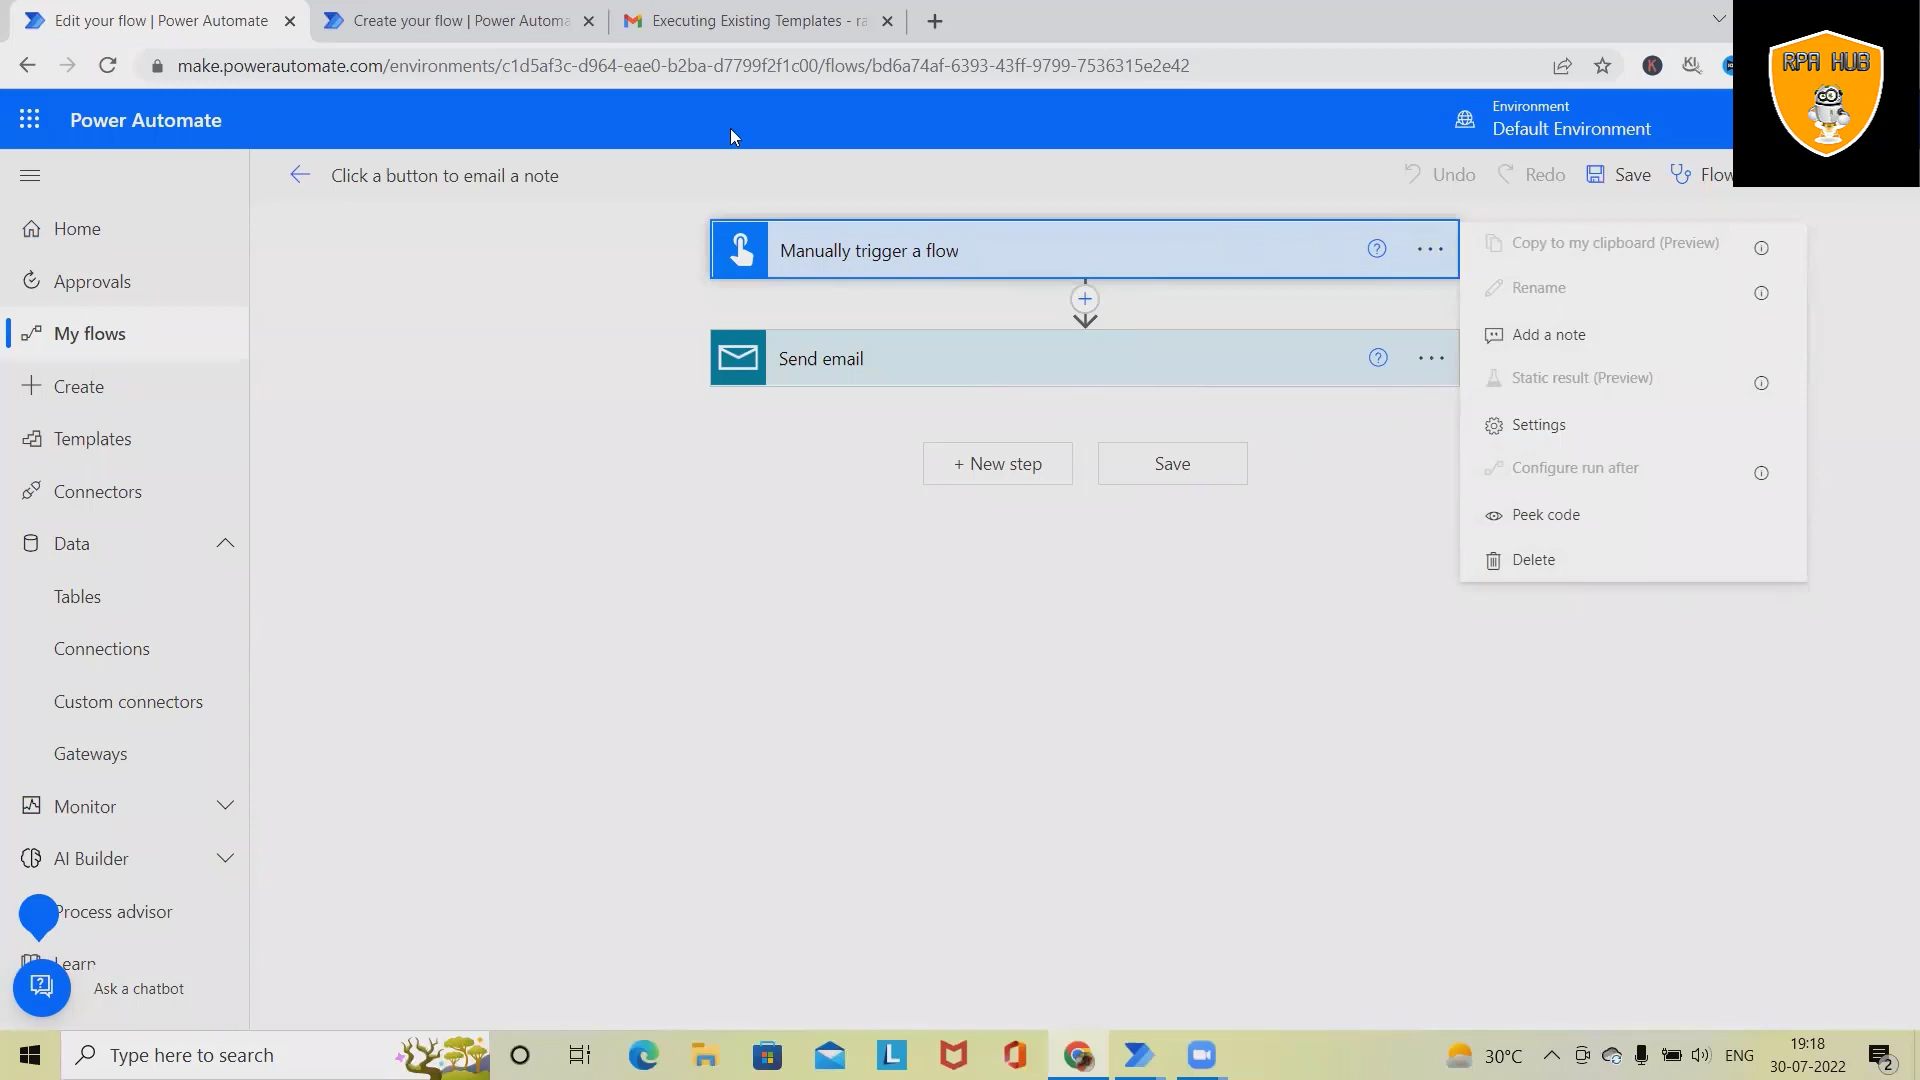 Edit your flow | Power Automate
Create your flow | Power Automa
Executing Existing Templates - ra
make.powerautomate.com/environments/c1d5af3c-d964-eae0-b2ba-d7799f2f1c00/flows/bd6a74af-6393-43ff-9799-7536315e2e42
K
RPA HUB
Power Automate
Environment
Default Environment
Click a button to email a note
Undo
Redo
Save
Flow
Home
Approvals
My flows
Create
Templates
Connectors
Data
Tables
Connections
Custom connectors
Gateways
Monitor
AI Builder
Process advisor
Learn
Ask a chatbot
Manually trigger a flow
Send email
+ New step
Save
Copy to my clipboard (Preview)
Rename
Add a note
Static result (Preview)
Settings
Configure run after
Peek code
Delete
Type here to search
L
30°C
ENG
19:18
30-07-2022
2